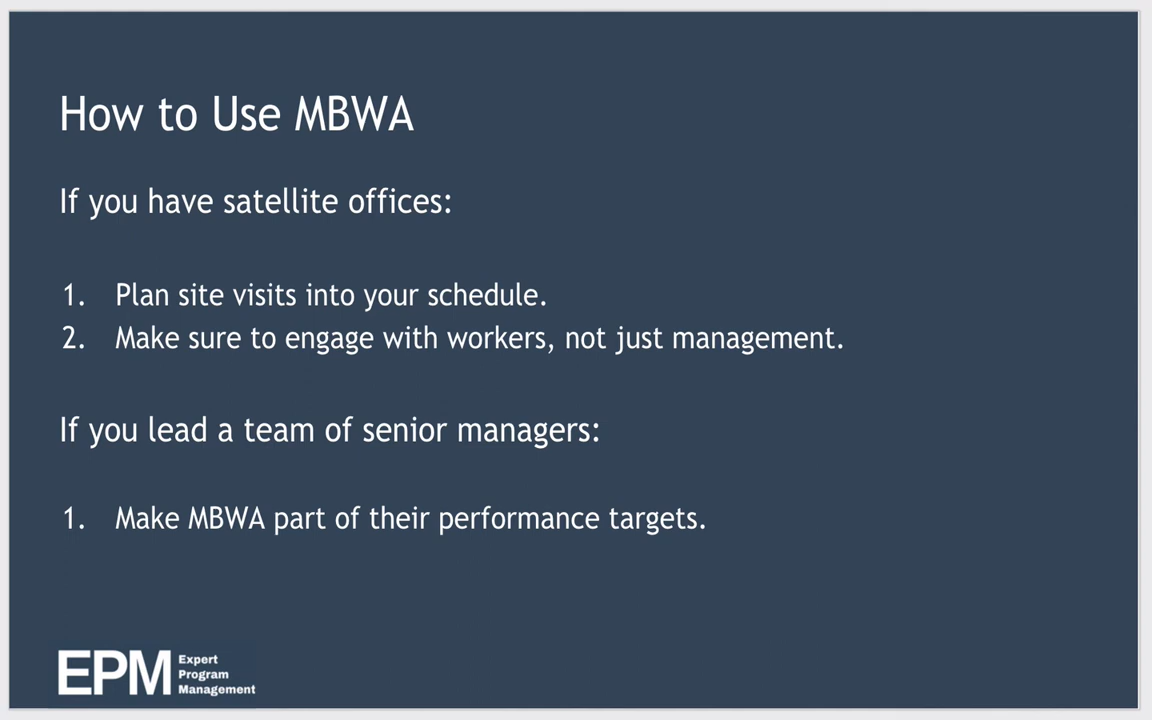 How to Use MBWA
If you have satellite offices:
1. Plan site visits into your schedule.
2. Make sure to engage with workers, not just management.
If you lead a team of senior managers:
1. Make MBWA part of their performance targets.
EPM
Expert
Program
Management